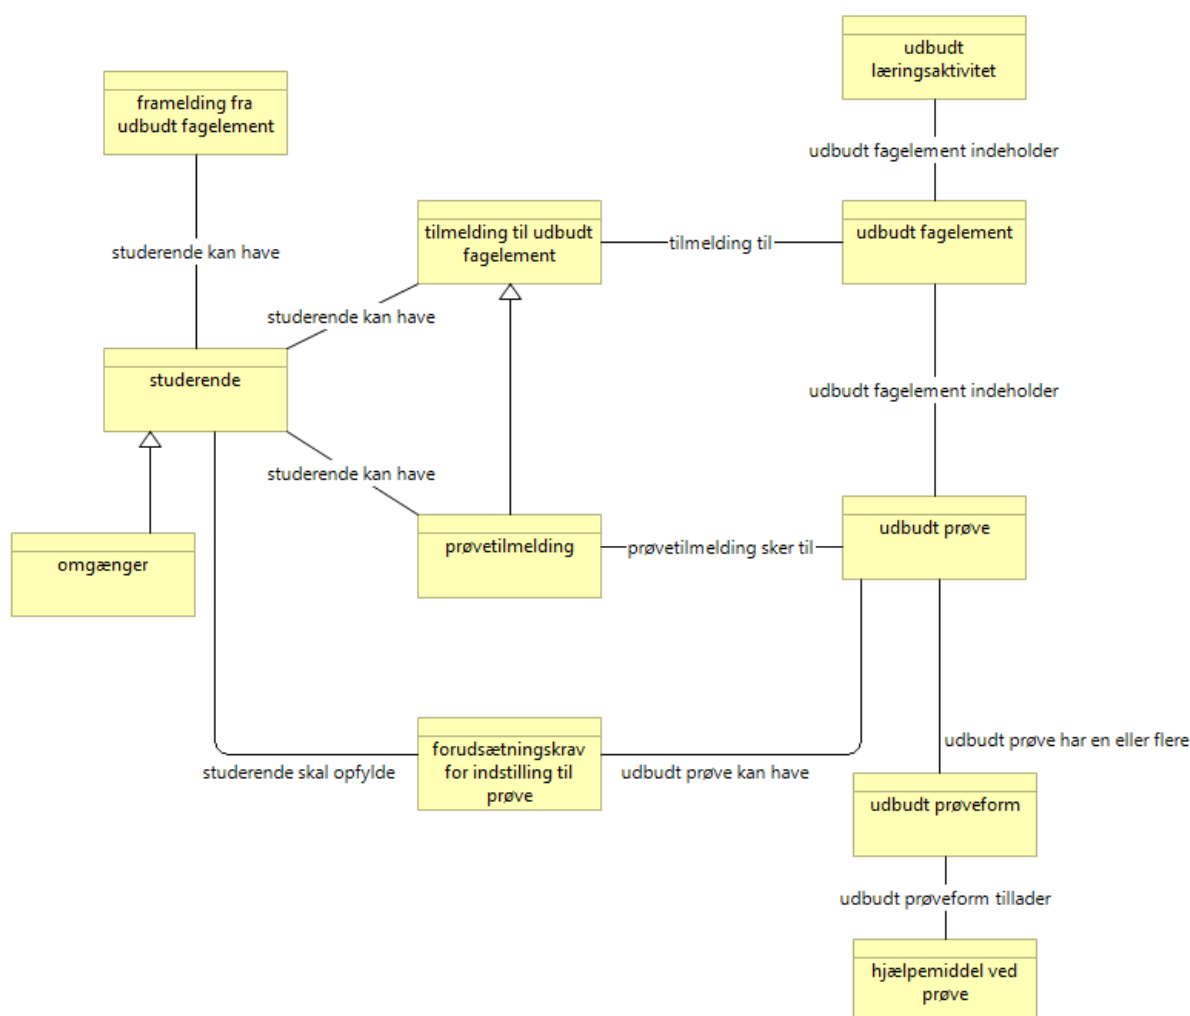 udbudt
læringsaktivitet
framelding fra
udbudt fagelement
udbudt fagelement indeholder
tilmelding til udbudt
fagelement
tilmelding til
udbudt fagelement
studerende kan have
studerende kan have
studerende
udbudt fagelement indeholder
studerende kan have
omgænger
prøvetilmelding
prøvetilmelding sker til
udbudt prøve
forudsætningskrav
for indstilling til
prøve
studerende skal opfylde
udbudt prøve kan have
udbudt prøve har en eller flere
udbudt prøveform
udbudt prøveform tillader
hjælpemiddel ved
prøve